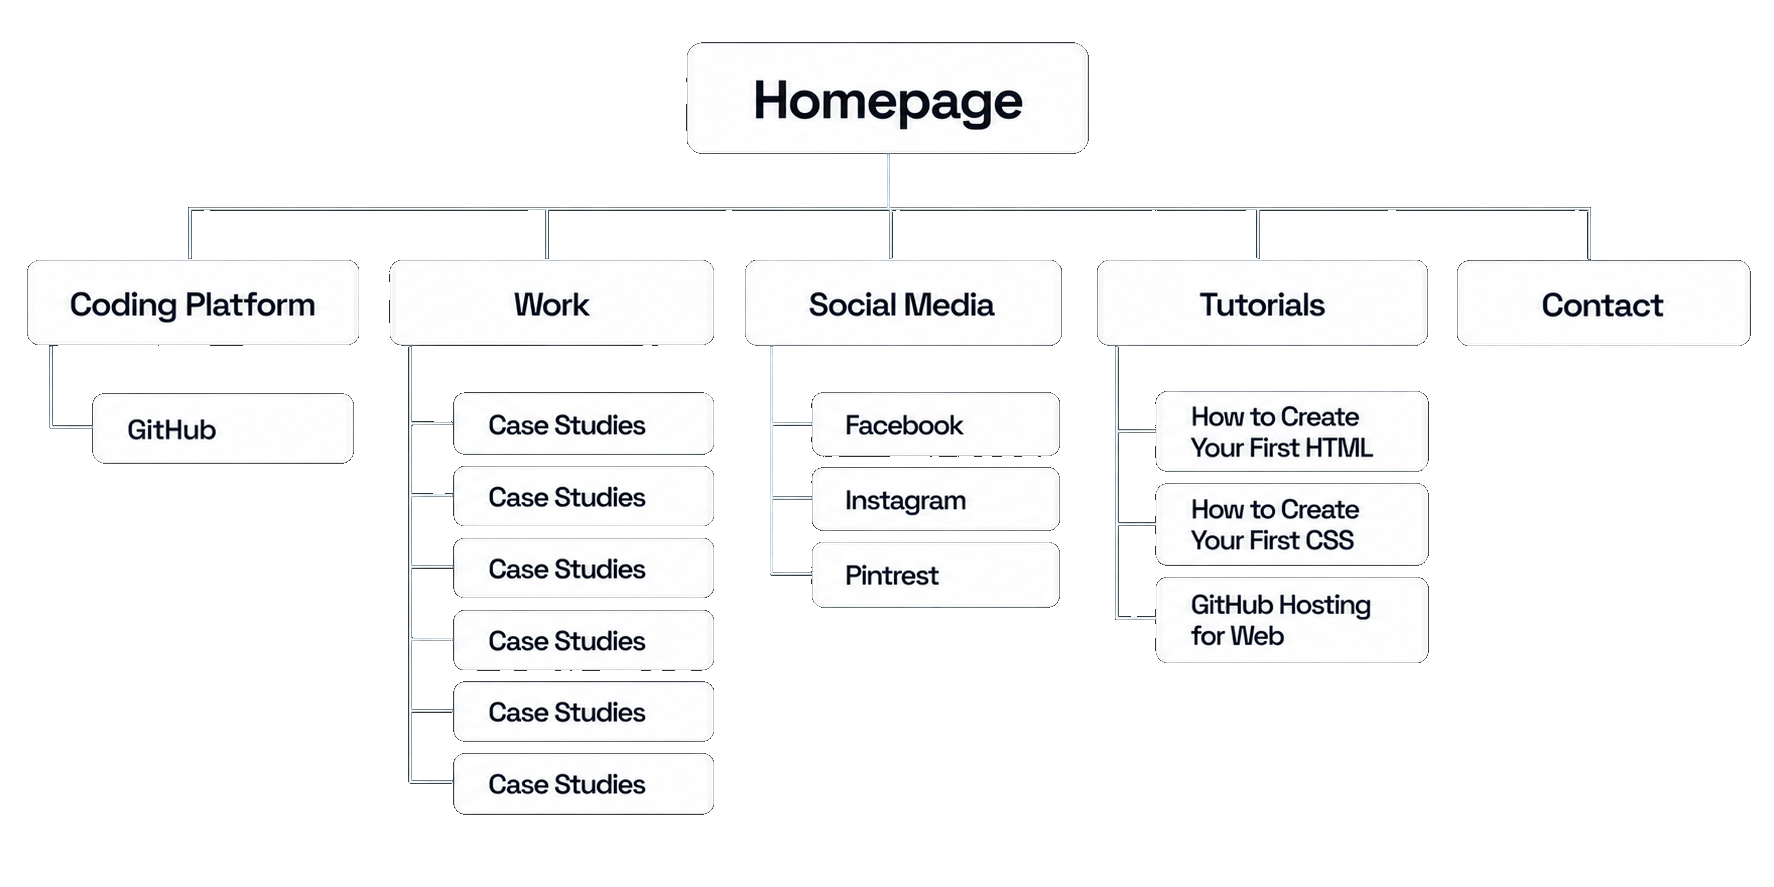 Homepage
Coding Platform
Work
Social Media
Tutorials
Contact
GitHub
Case Studies
Case Studies
Case Studies
Case Studies
Case Studies
Case Studies
Facebook
Instagram
Pintrest
How to Create
Your First HTML
How to Create
Your First CSS
GitHub Hosting
for Web